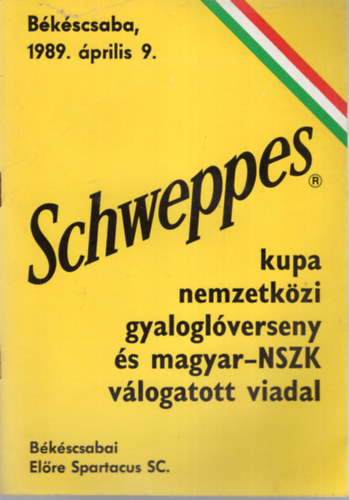 Békéscsaba,
1989. április 9.
Schweppes®
kupa
nemzetközi
gyaloglóverseny
és magyar-NSZK
válogatott viadal
Békéscsabai
Előre Spartacus SC.